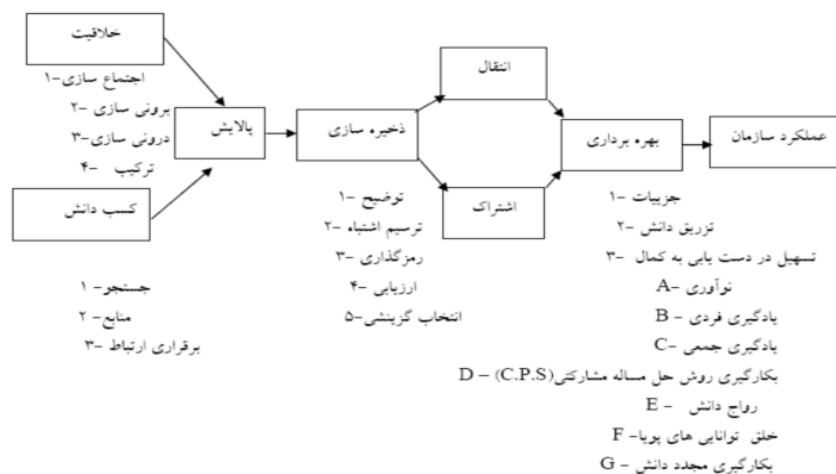 خلاقیت
۱- اجتماع سازی
۲- برونی سازی
۳- درونی سازی
۴- ترکیب
کسب دانش
۱- جستجو
۲- منابع
۳- برقراری ارتباط
پالایش
ذخیره سازی
۱- توضیح
۲- ترسیم اشتباه
۳- رمزگذاری
۴- ارزیابی
۵- انتخاب گزینشی
انتقال
اشتراک
بهره برداری
۱- جزییات
۲- تزریق دانش
۳- تسهیل در دست یابی به کمال
A- نوآوری
B - یادگیری فردی
C- یادگیری جمعی
D – (C.P.S)بکارگیری روش حل مساله مشارکتی
E - رواج دانش
F -خلق توانایی های پویا
G - بکارگیری مجدد دانش
عملکرد سازمان